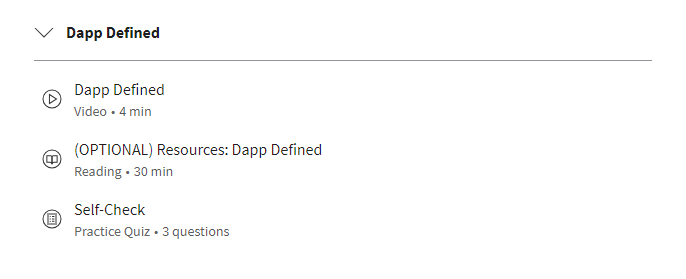 Dapp Defined
Dapp Defined
Video • 4 min
(OPTIONAL) Resources: Dapp Defined
Reading • 30 min
Self-Check
Practice Quiz • 3 questions